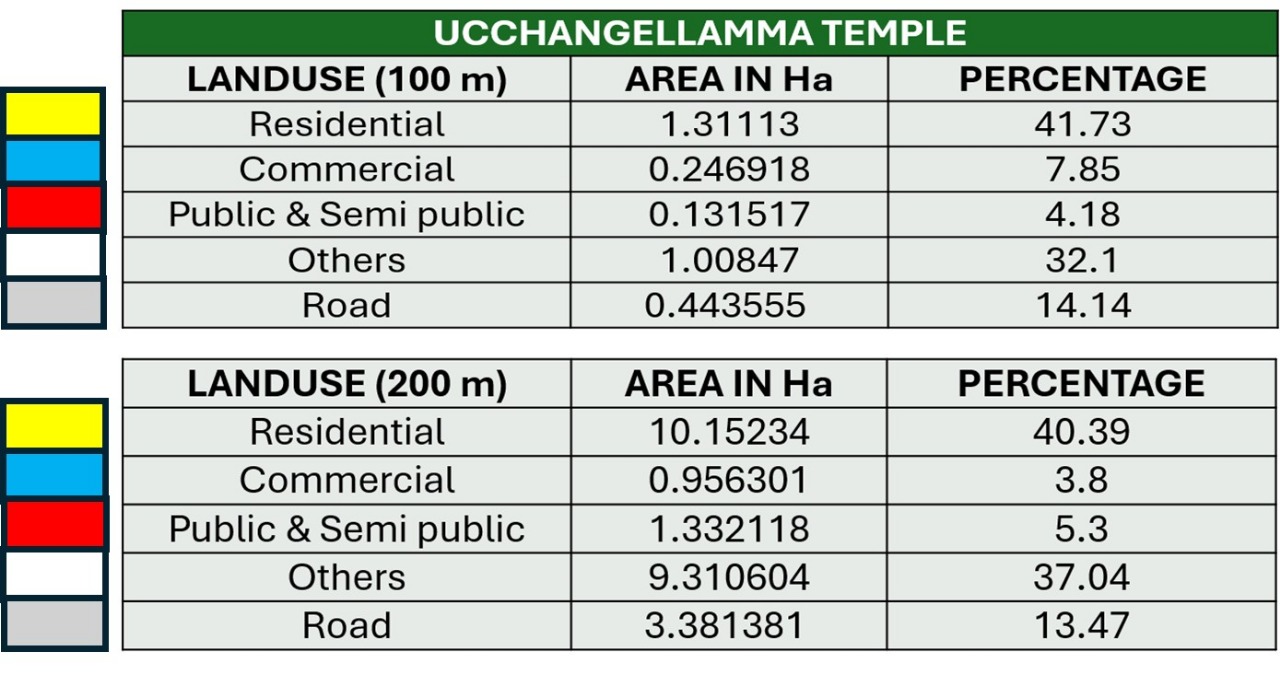 UCCHANGELLAMMA TEMPLE
LANDUSE (100 m) AREA IN Ha PERCENTAGE
Residential 1.31113 41.73
Commercial 0.246918 7.85
Public & Semi public 0.131517 4.18
Others 1.00847 32.1
Road 0.443555 14.14
LANDUSE (200 m) AREA IN Ha PERCENTAGE
Residential 10.15234 40.39
Commercial 0.956301 3.8
Public & Semi public 1.332118 5.3
Others 9.310604 37.04
Road 3.381381 13.47